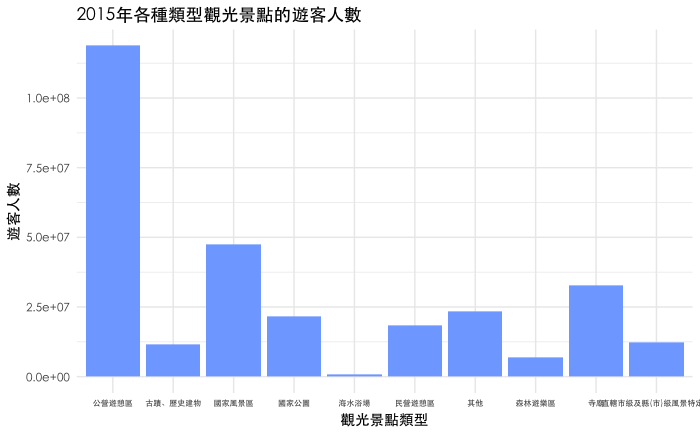 2015年各種類型觀光景點的遊客人數
遊客人數
1.0e+08
7.5e+07
5.0e+07
2.5e+07
0.0e+00
公營遊憩區 古蹟、歷史建物 國家風景區 國家公園 海水浴場 民營遊憩區 其他 森林遊樂區 寺廟 直轄市級及縣(市)級風景特定
觀光景點類型